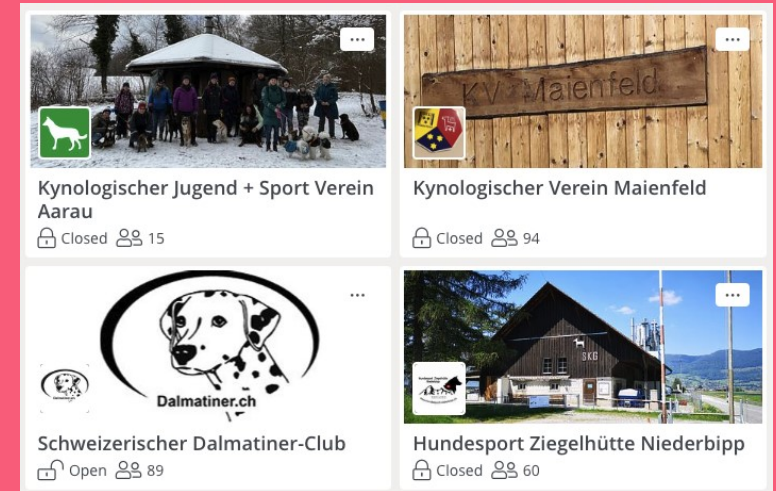 KV Maienfeld
Kynologischer Jugend + Sport Verein
Aarau
Closed 15
Kynologischer Verein Maienfeld
Closed 94
Dalmatiner.ch
Schweizerischer Dalmatiner-Club
Open 89
SKG
Hundesport Ziegelhütte Niederbipp
Closed 60